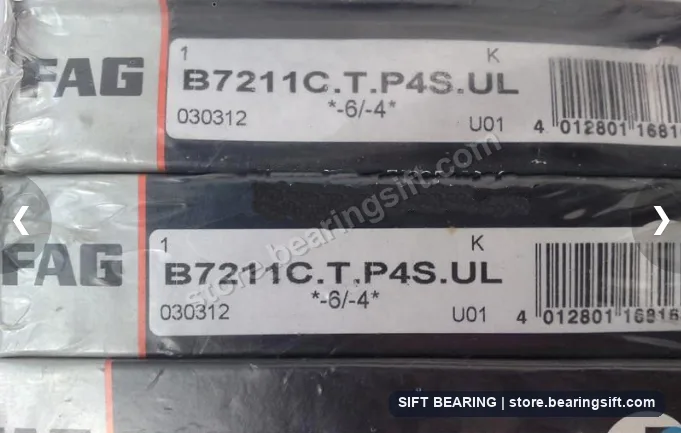 FAG
1 K
B7211C.T.P4S.UL
*-6/-4*
030312 U01
4 012801 1681
store.bearingsift.com
FAG
1 K
B7211C.T.P4S.UL
*-6/-4*
030312 U01
4 012801 16816
SIFT BEARING | store.bearingsift.com